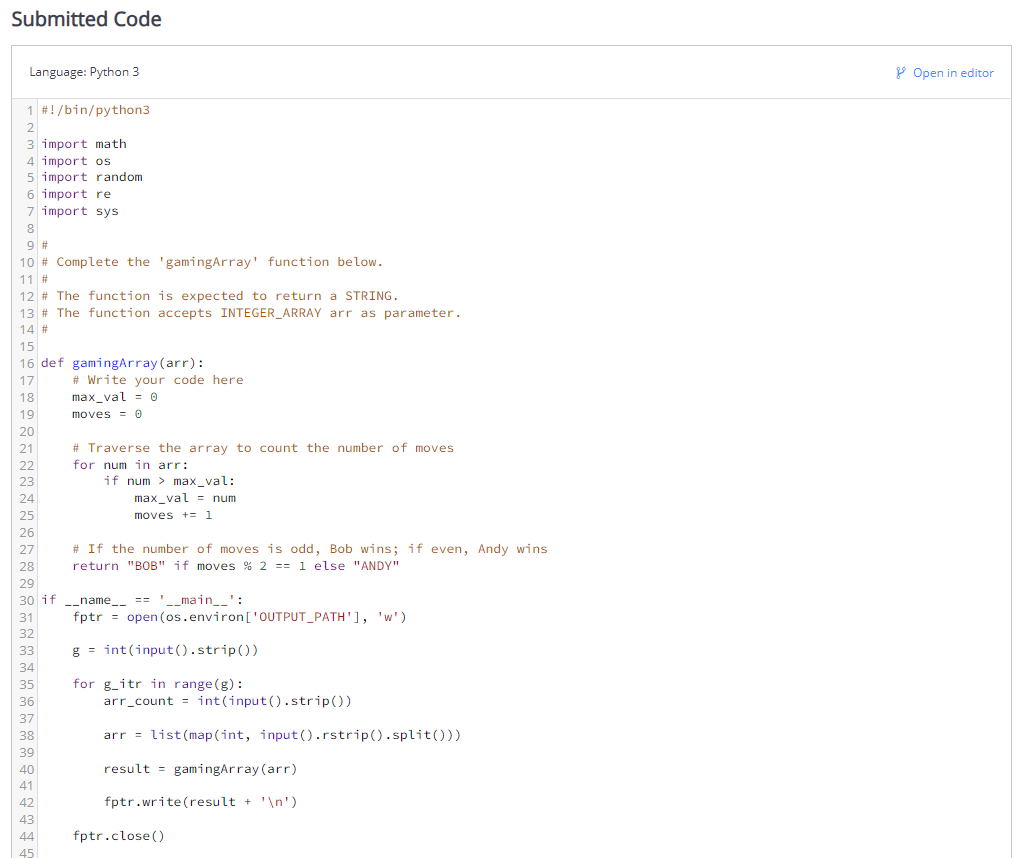 Submitted Code
Language: Python 3
Open in editor
1 #!/bin/python3
2
3 import math
4 import os
5 import random
6 import re
7 import sys
8
9 #
10 # Complete the 'gamingArray' function below.
11 #
12 # The function is expected to return a STRING.
13 # The function accepts INTEGER_ARRAY arr as parameter.
14 #
15
16 def gamingArray(arr):
17     # Write your code here
18     max_val = 0
19     moves = 0
20
21     # Traverse the array to count the number of moves
22     for num in arr:
23         if num > max_val:
24             max_val = num
25             moves += 1
26
27     # If the number of moves is odd, Bob wins; if even, Andy wins
28     return "BOB" if moves % 2 == 1 else "ANDY"
29
30 if __name__ == '__main__':
31     fptr = open(os.environ['OUTPUT_PATH'], 'w')
32
33     g = int(input().strip())
34
35     for g_itr in range(g):
36         arr_count = int(input().strip())
37
38         arr = list(map(int, input().rstrip().split()))
39
40         result = gamingArray(arr)
41
42         fptr.write(result + '\n')
43
44     fptr.close()
45